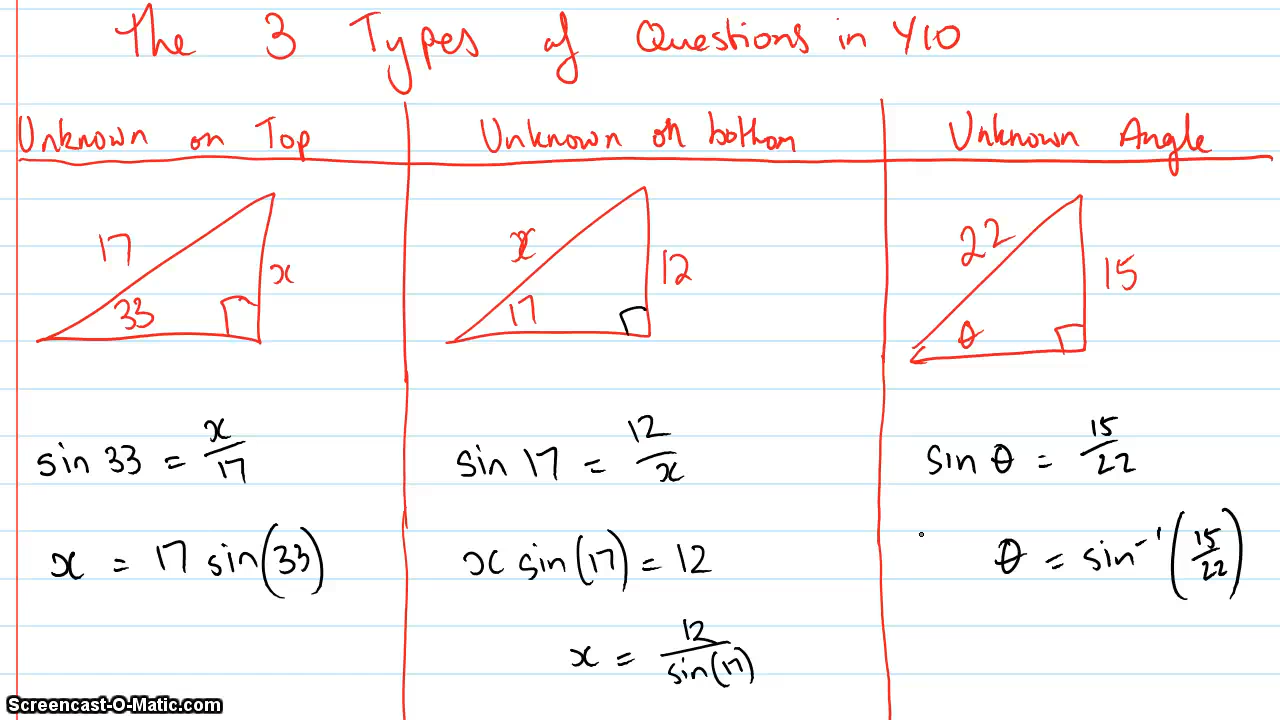 The 3 Types of Questions in Y10
Unknown on Top
17
33
x
sin 33 = x/17
x = 17 sin(33)
Unknown on bottom
x
12
17
sin 17 = 12/x
x sin(17) = 12
x = 12/sin(17)
Unknown Angle
22
15
θ
sin θ = 15/22
θ = sin⁻¹(15/22)
Screencast-O-Matic.com